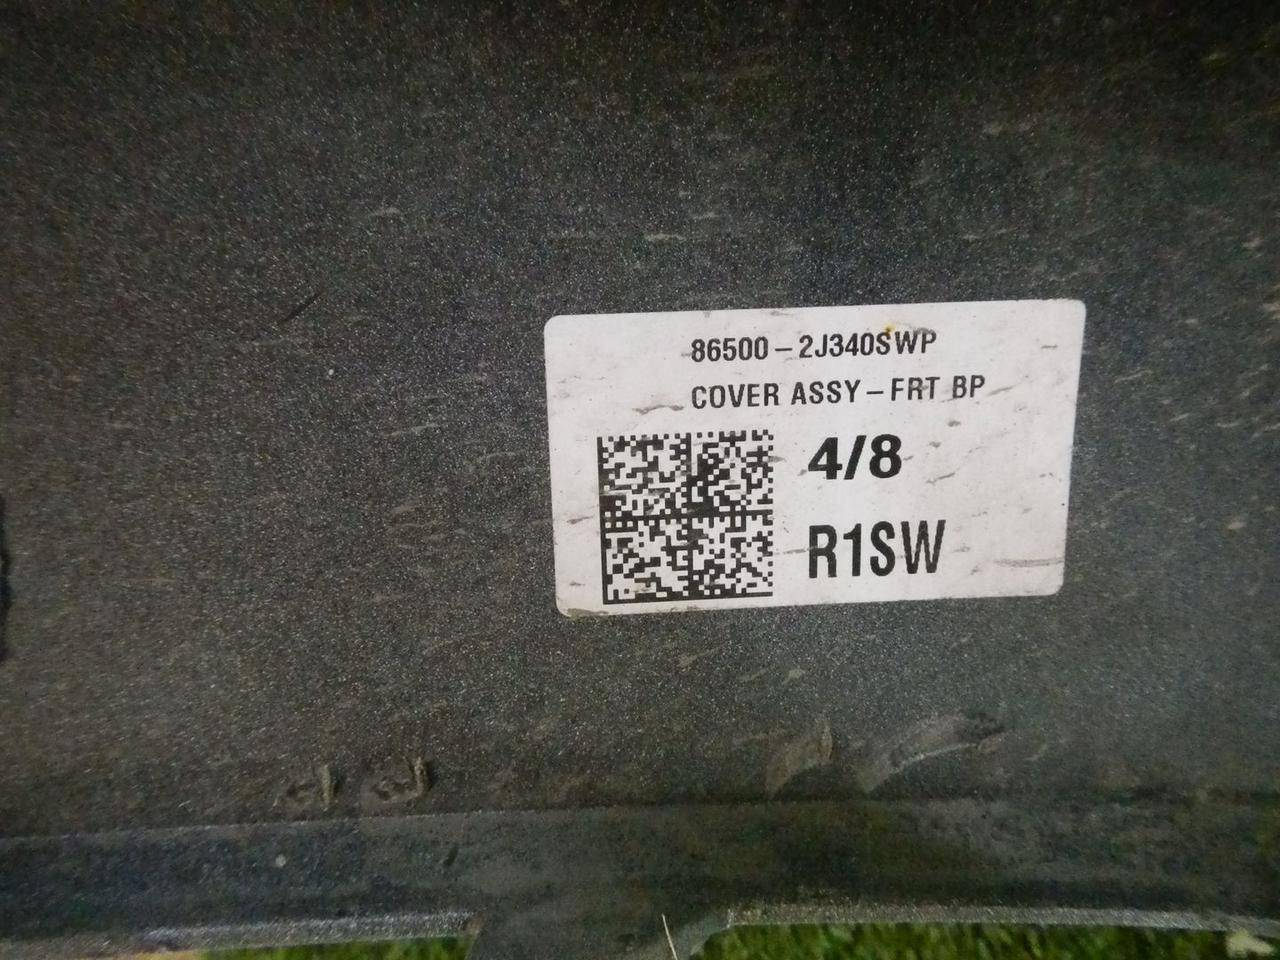 86500-2J340SWP
COVER ASSY-FRT BP
4/8
R1SW